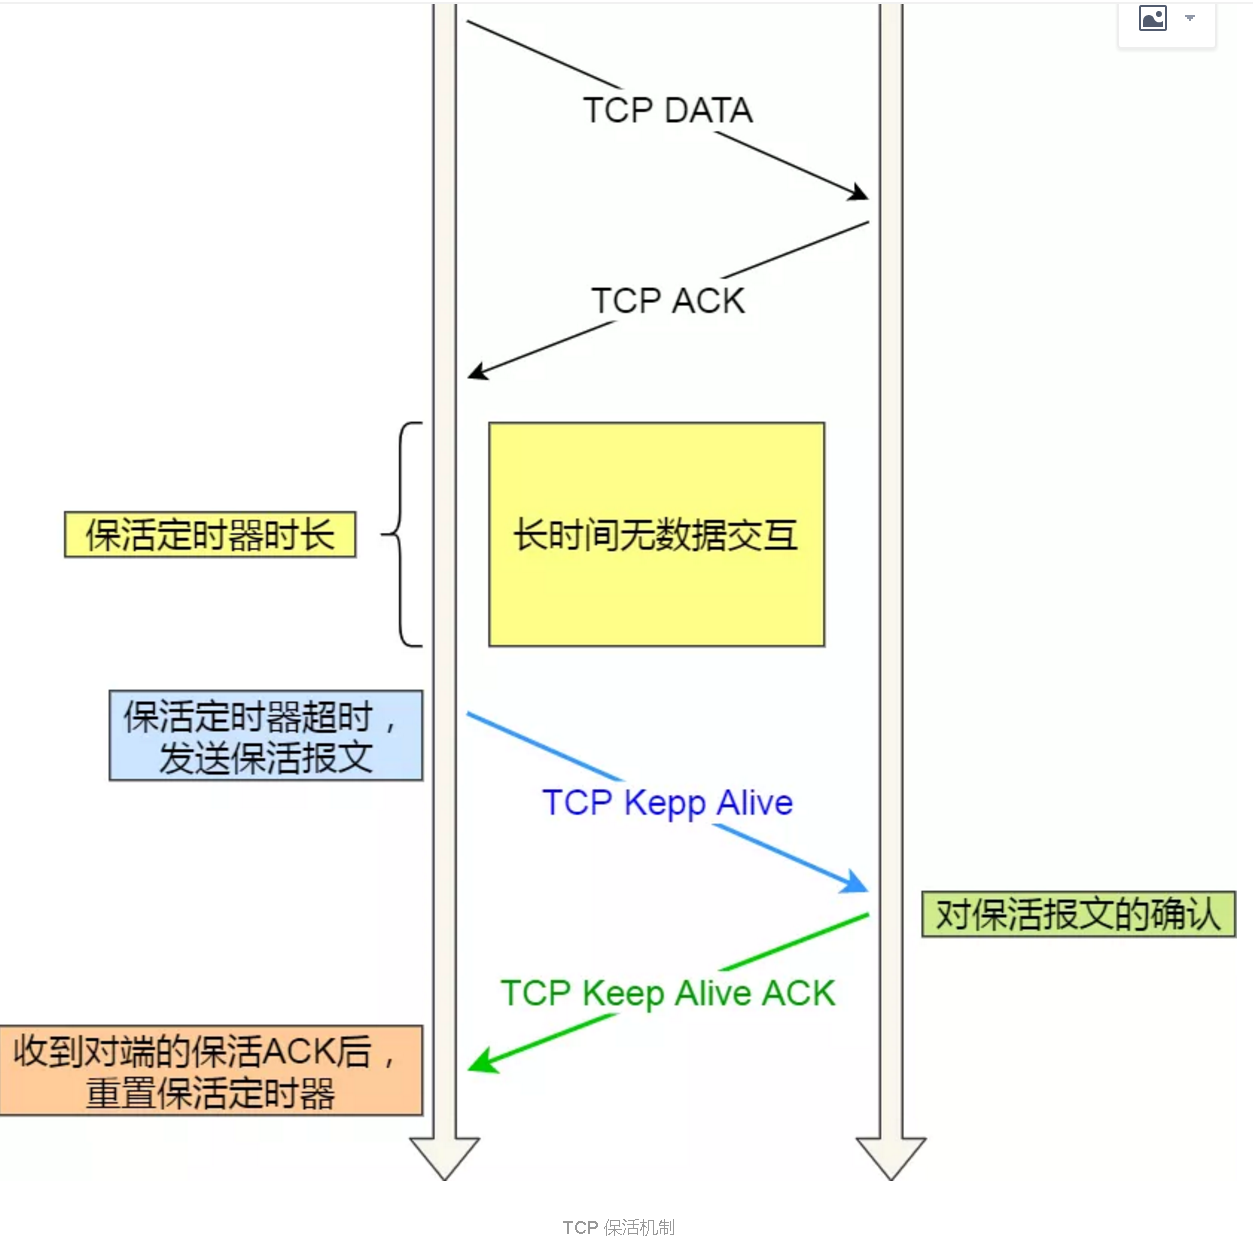 TCP DATA
TCP ACK
保活定时器时长
长时间无数据交互
保活定时器超时，
发送保活报文
TCP Kepp Alive
对保活报文的确认
TCP Keep Alive ACK
收到对端的保活ACK后，
重置保活定时器
TCP 保活机制